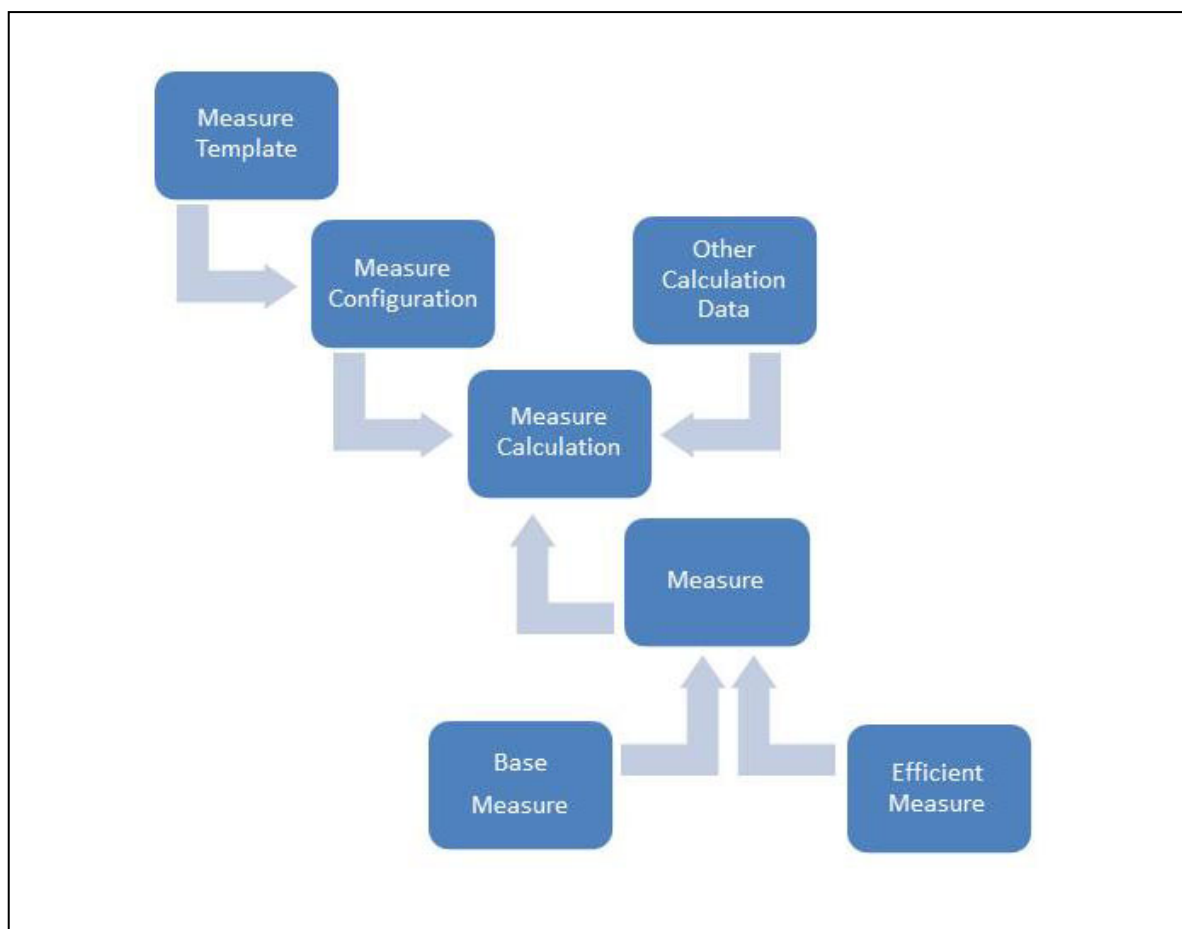 Measure
Template
Measure
Configuration
Other
Calculation
Data
Measure
Calculation
Measure
Base
Measure
Efficient
Measure